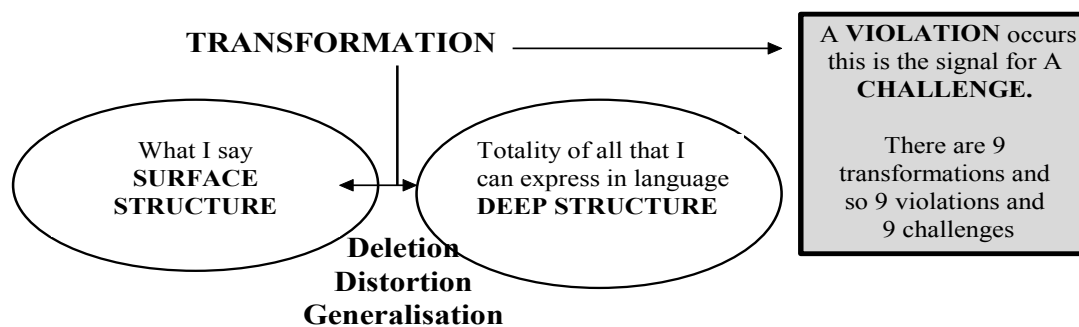 TRANSFORMATION
A VIOLATION occurs
this is the signal for A
CHALLENGE.
There are 9
transformations and
so 9 violations and
9 challenges
What I say
SURFACE
STRUCTURE
Totality of all that I
can express in language
DEEP STRUCTURE
Deletion
Distortion
Generalisation